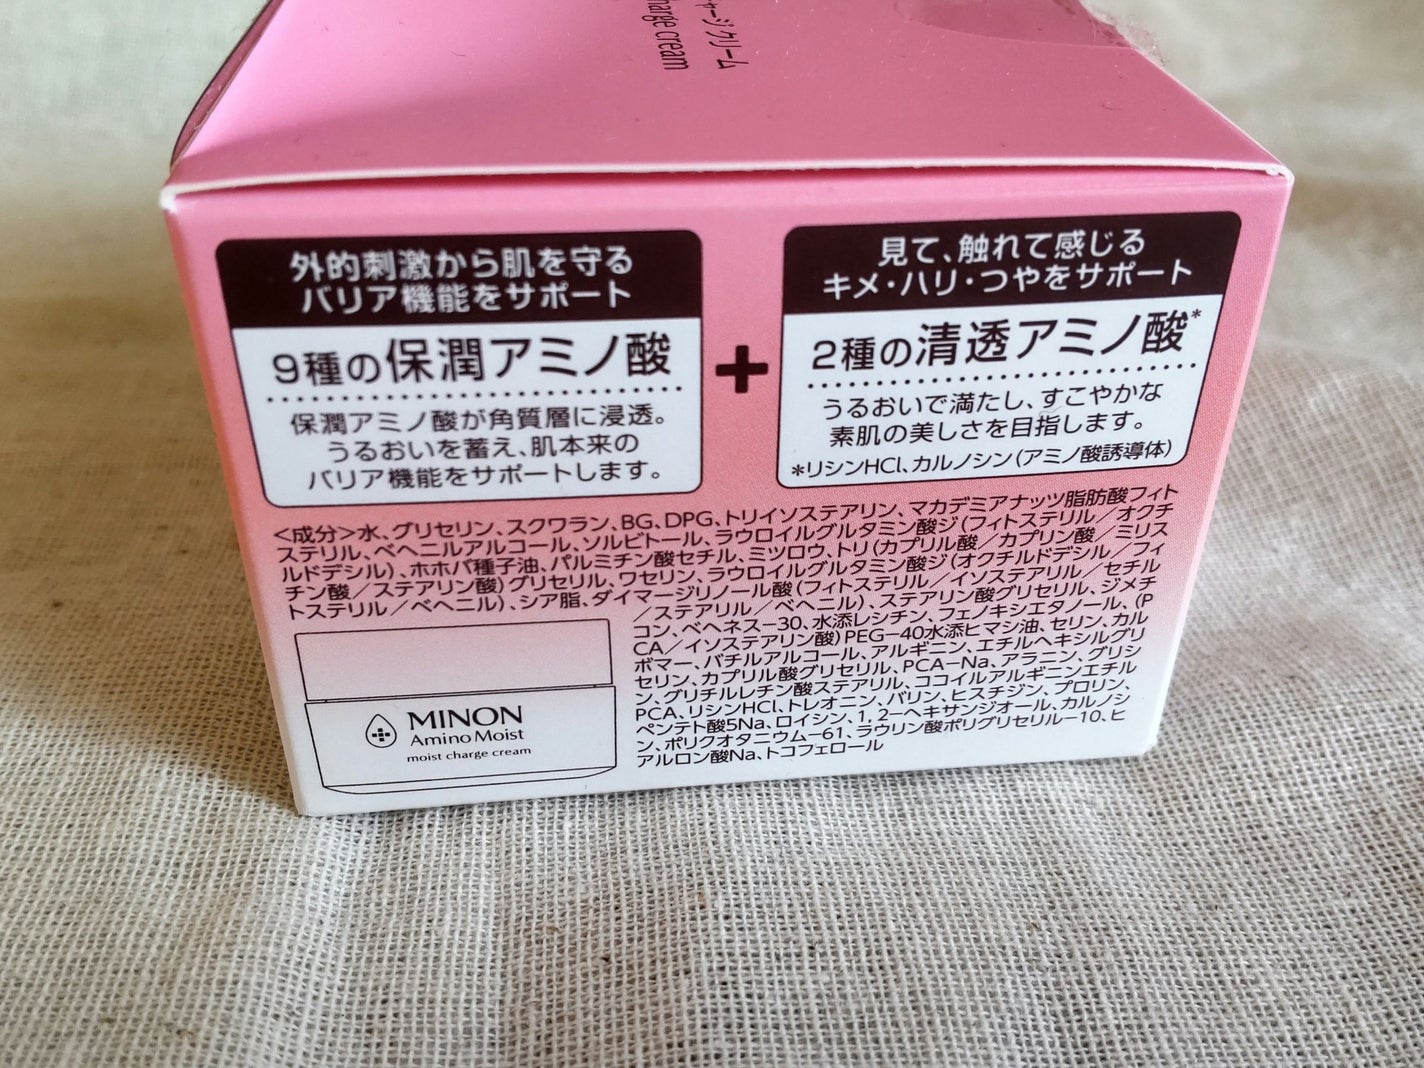 ャージクリーム
harge cream
外的刺激から肌を守る
バリア機能をサポート
9種の保潤アミノ酸
保潤アミノ酸が角質層に浸透。
うるおいを蓄え、肌本来の
バリア機能をサポートします。
+
見て、触れて感じる
キメ・ハリ・つやをサポート
2種の清透アミノ酸*
うるおいで満たし、すこやかな
素肌の美しさを目指します。
*リシンHCl、カルノシン(アミノ酸誘導体)
<成分>水、グリセリン、スクワラン、BG、DPG、トリイソステアリン、マカデミアナッツ脂肪酸フィト
ステリル、ベヘニルアルコール、ソルビトール、ラウロイルグルタミン酸ジ(フィトステリル/オクチ
ルドデシル)、ホホバ種子油、パルミチン酸セチル、ミツロウ、トリ(カプリル酸/カプリン酸/ミリス
チン酸/ステアリン酸)グリセリル、ワセリン、ラウロイルグルタミン酸ジ(オクチルドデシル/フィ
トステリル/ベヘニル)、シア脂、ダイマージリノール酸(フィトステリル/イソステアリル/セチル
/ステアリル/ベヘニル)、ステアリン酸グリセリル、ジメチ
コン、ベヘネス-30、水添レシチン、フェノキシエタノール、(P
CA/イソステアリン酸)PEG-40水添ヒマシ油、セリン、カル
ボマー、バチルアルコール、アルギニン、エチルヘキシルグリ
セリン、カプリル酸グリセリル、PCA-Na、アラニン、グリシ
ン、グリチルレチン酸ステアリル、ココイルアルギニンエチル
PCA、リシンHCl、トレオニン、バリン、ヒスチジン、プロリン、
ペンテト酸5Na、ロイシン、1,2-ヘキサンジオール、カルノシ
ン、ポリクオタニウム-61、ラウリン酸ポリグリセリル-10、ヒ
アルロン酸Na、トコフェロール
MINON
Amino Moist
moist charge cream